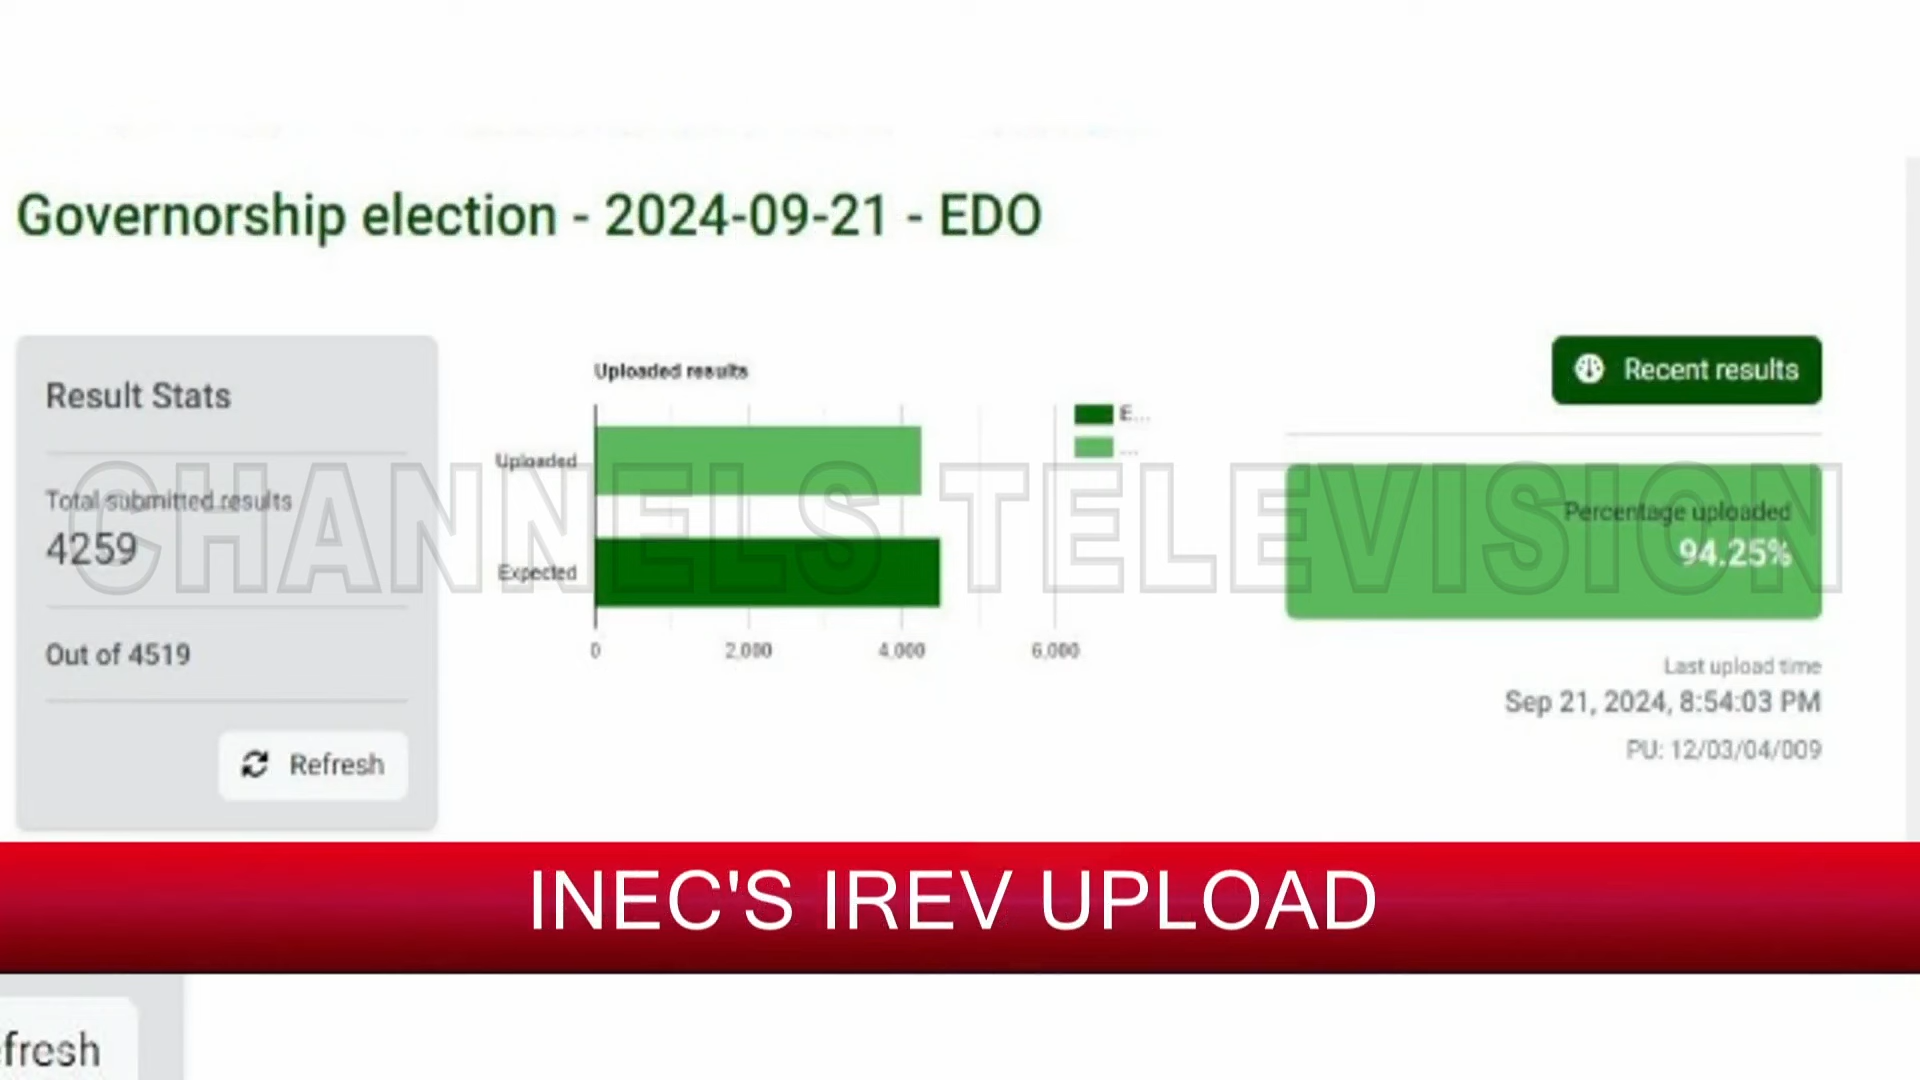 Governorship election - 2024-09-21 - EDO
Result Stats
Total submitted results
4259
Out of 4519
Refresh
Uploaded results
Uploaded
Expected
0 2,000 4,000 6,000
E...
...
Recent results
Percentage uploaded
94.25%
Last upload time
Sep 21, 2024, 8:54:03 PM
PU: 12/03/04/009
CHANNELS TELEVISION
INEC'S IREV UPLOAD
efresh